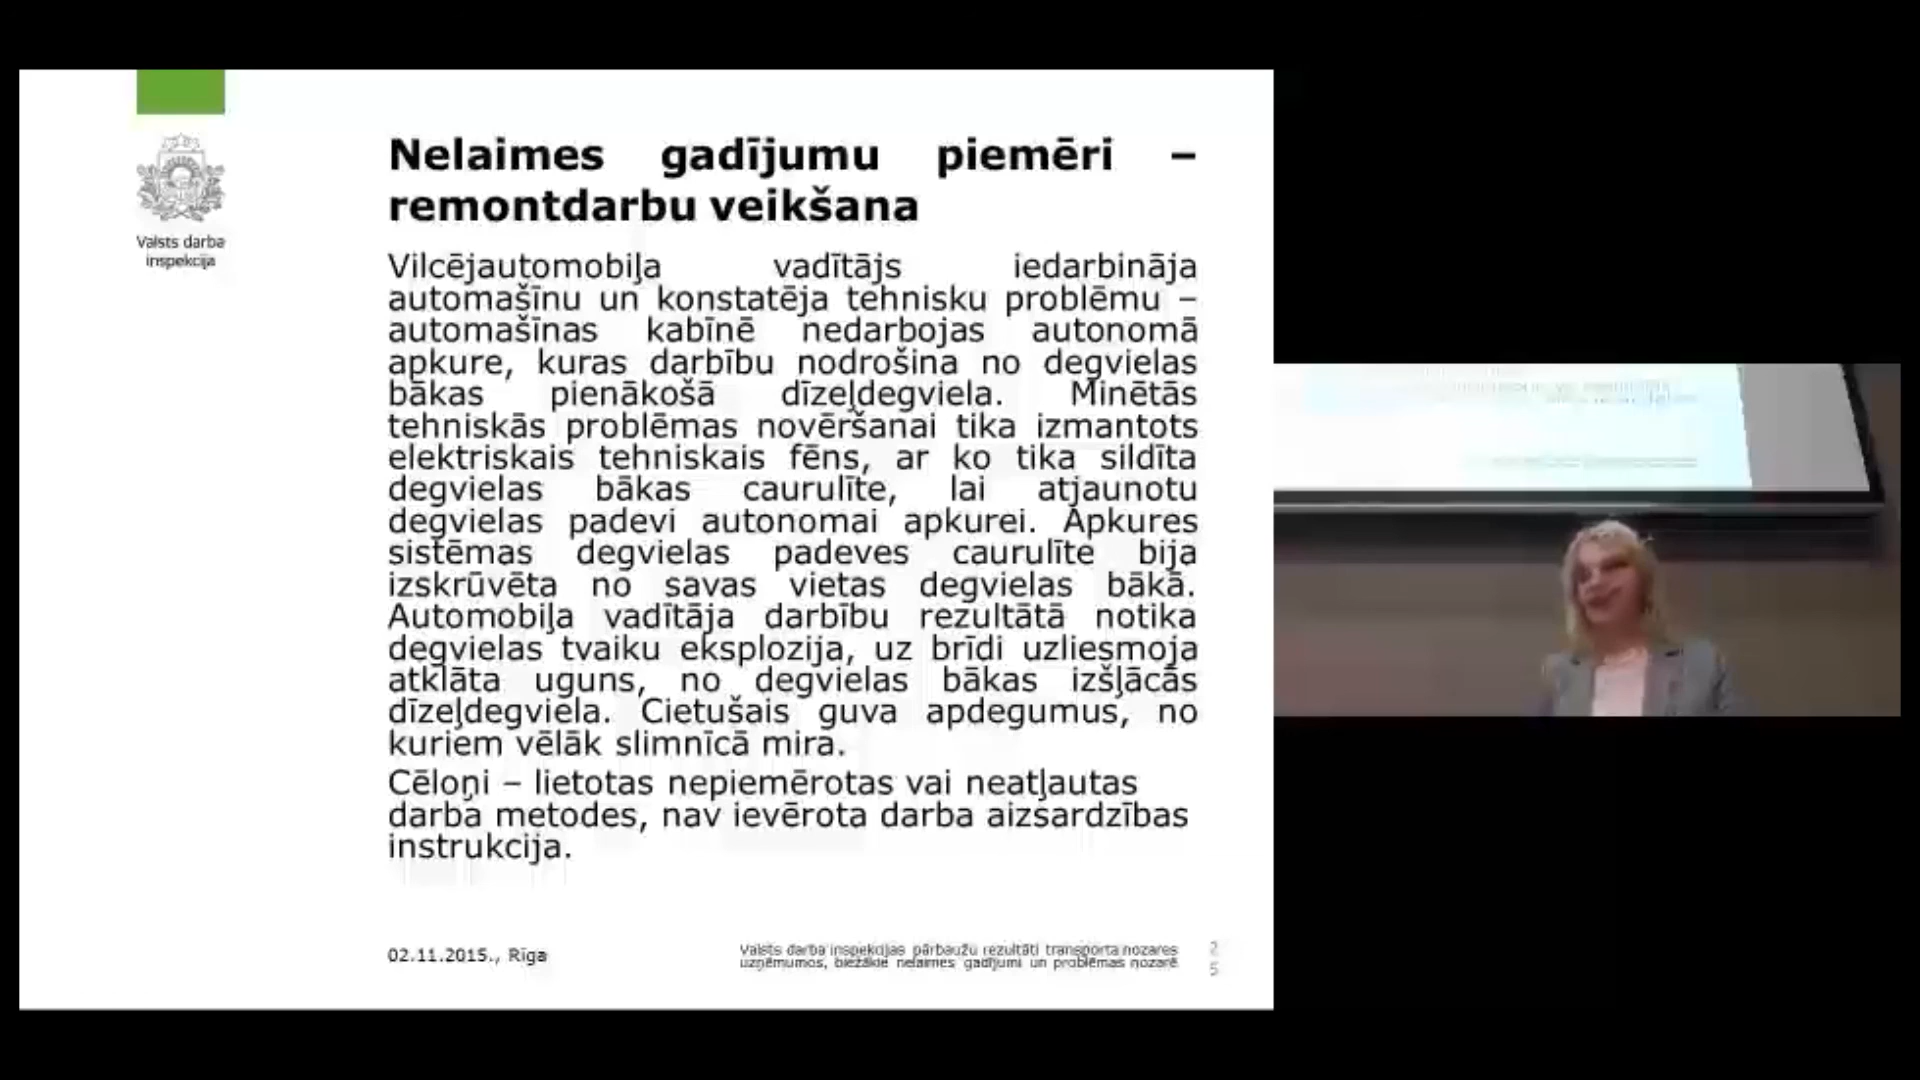 Valsts darba
inspekcija
Nelaimes gadījumu piemēri –
remontdarbu veikšana
Vilcējautomobiļa vadītājs iedarbināja
automašīnu un konstatēja tehnisku problēmu –
automašīnas kabīnē nedarbojas autonomā
apkure, kuras darbību nodrošina no degvielas
bākas pienākošā dīzeļdegviela. Minētās
tehniskās problēmas novēršanai tika izmantots
elektriskais tehniskais fēns, ar ko tika sildīta
degvielas bākas caurulīte, lai atjaunotu
degvielas padevi autonomai apkurei. Apkures
sistēmas degvielas padeves caurulīte bija
izskrūvēta no savas vietas degvielas bākā.
Automobiļa vadītāja darbību rezultātā notika
degvielas tvaiku eksplozija, uz brīdi uzliesmoja
atklāta uguns, no degvielas bākas izšļācās
dīzeļdegviela. Cietušais guva apdegumus, no
kuriem vēlāk slimnīcā mira.
Cēloņi – lietotas nepiemērotas vai neatļautas
darba metodes, nav ievērota darba aizsardzības
instrukcija.
02.11.2015., Rīga
Valsts darba inspekcijas pārbaužu rezultāti transporta nozares
uzņēmumos, biežākie nelaimes gadījumi un problēmas nozarē
2
5